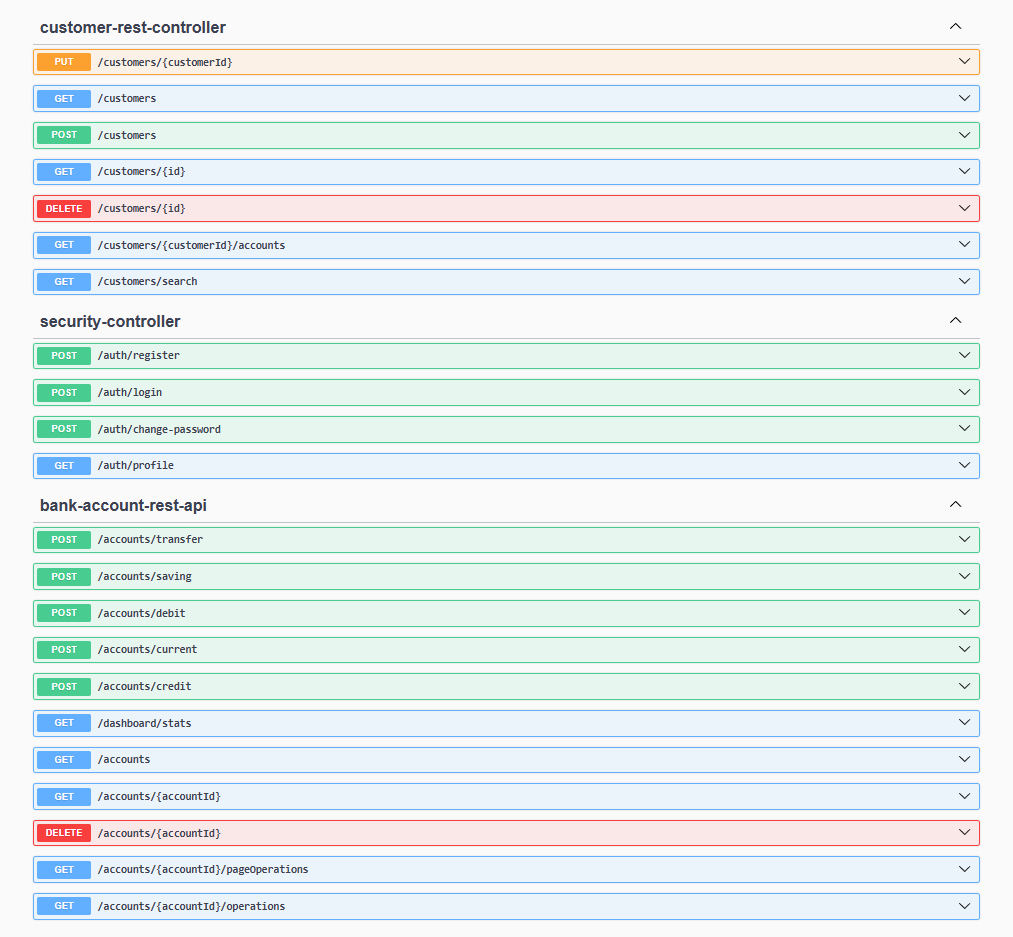 customer-rest-controller
PUT /customers/{customerId}
GET /customers
POST /customers
GET /customers/{id}
DELETE /customers/{id}
GET /customers/{customerId}/accounts
GET /customers/search
security-controller
POST /auth/register
POST /auth/login
POST /auth/change-password
GET /auth/profile
bank-account-rest-api
POST /accounts/transfer
POST /accounts/saving
POST /accounts/debit
POST /accounts/current
POST /accounts/credit
GET /dashboard/stats
GET /accounts
GET /accounts/{accountId}
DELETE /accounts/{accountId}
GET /accounts/{accountId}/pageOperations
GET /accounts/{accountId}/operations